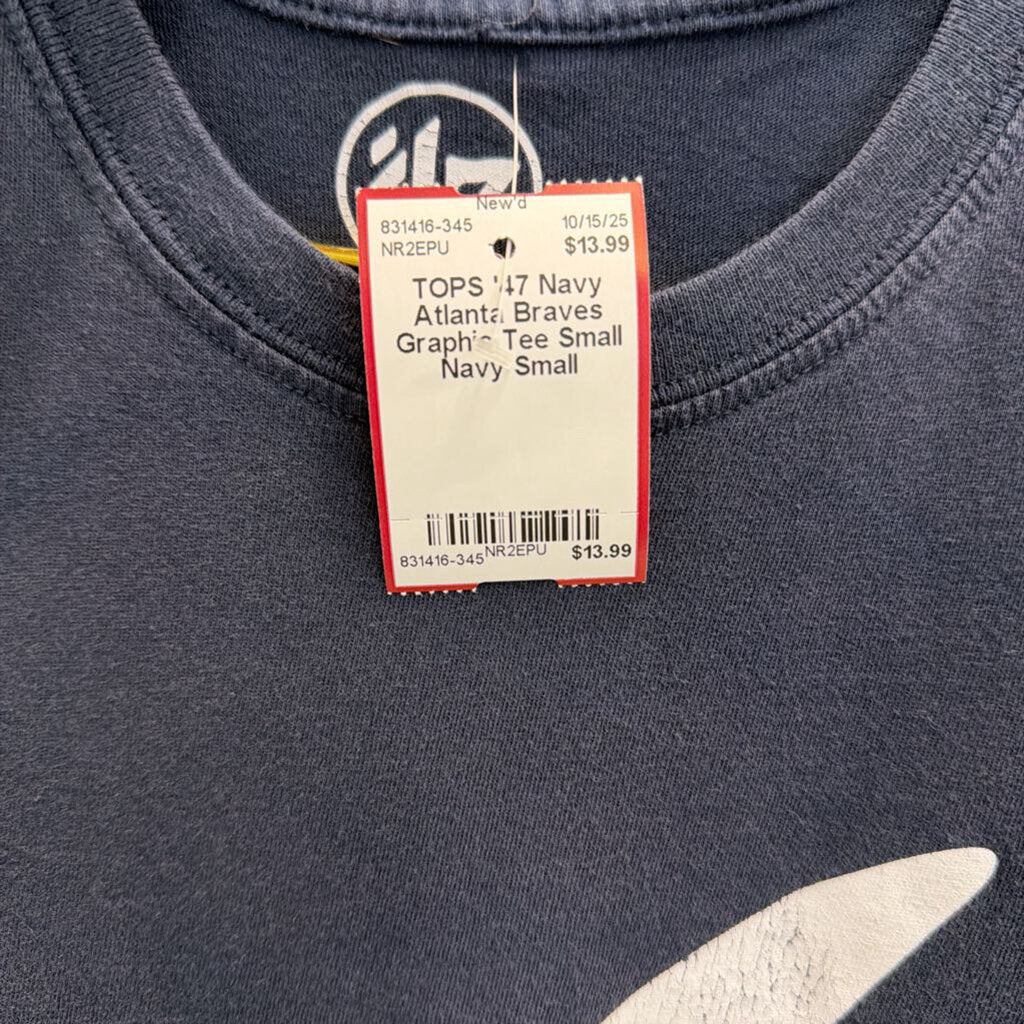 '47
New'd
831416-345 10/15/25
NR2EPU $13.99
TOPS '47 Navy
Atlanta Braves
Graphic Tee Small
Navy Small
831416-345 NR2EPU $13.99